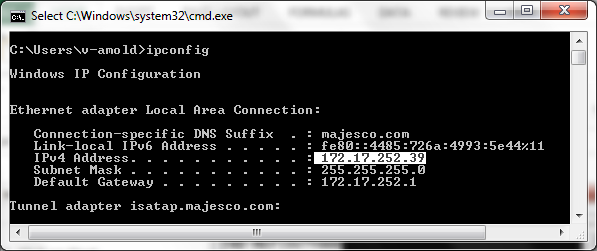 Select C:\Windows\system32\cmd.exe
C:\Users\v-amold>ipconfig
Windows IP Configuration
Ethernet adapter Local Area Connection:
Connection-specific DNS Suffix  . : majesco.com
Link-local IPv6 Address . . . . . : fe80::4485:726a:4993:5e44%11
IPv4 Address. . . . . . . . . . . : 172.17.252.39
Subnet Mask . . . . . . . . . . . : 255.255.255.0
Default Gateway . . . . . . . . . : 172.17.252.1
Tunnel adapter isatap.majesco.com: